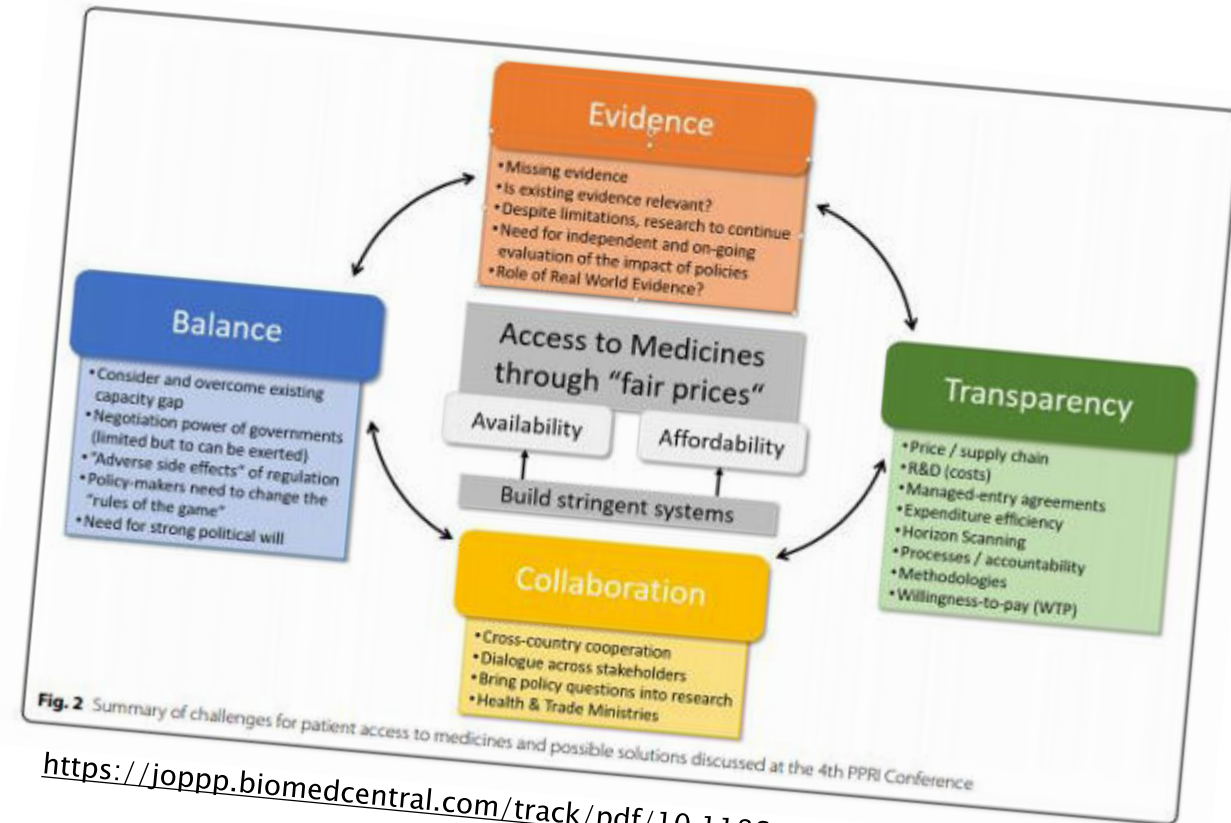 Evidence
•Missing evidence
•Is existing evidence relevant?
•Despite limitations, research to continue
•Need for independent and on-going
evaluation of the impact of policies
•Role of Real World Evidence?
Balance
•Consider and overcome existing
capacity gap
•Negotiation power of governments
(limited but to can be exerted)
•"Adverse side effects" of regulation
•Policy-makers need to change the
"rules of the game"
•Need for strong political will
Access to Medicines
through "fair prices"
Availability
Affordability
Build stringent systems
Transparency
•Price / supply chain
•R&D (costs)
•Managed-entry agreements
•Expenditure efficiency
•Horizon Scanning
•Processes / accountability
•Methodologies
•Willingness-to-pay (WTP)
Collaboration
•Cross-country cooperation
•Dialogue across stakeholders
•Bring policy questions into research
•Health & Trade Ministries
Fig. 2 Summary of challenges for patient access to medicines and possible solutions discussed at the 4th PPRI Conference
https://joppp.biomedcentral.com/track/pdf/10.